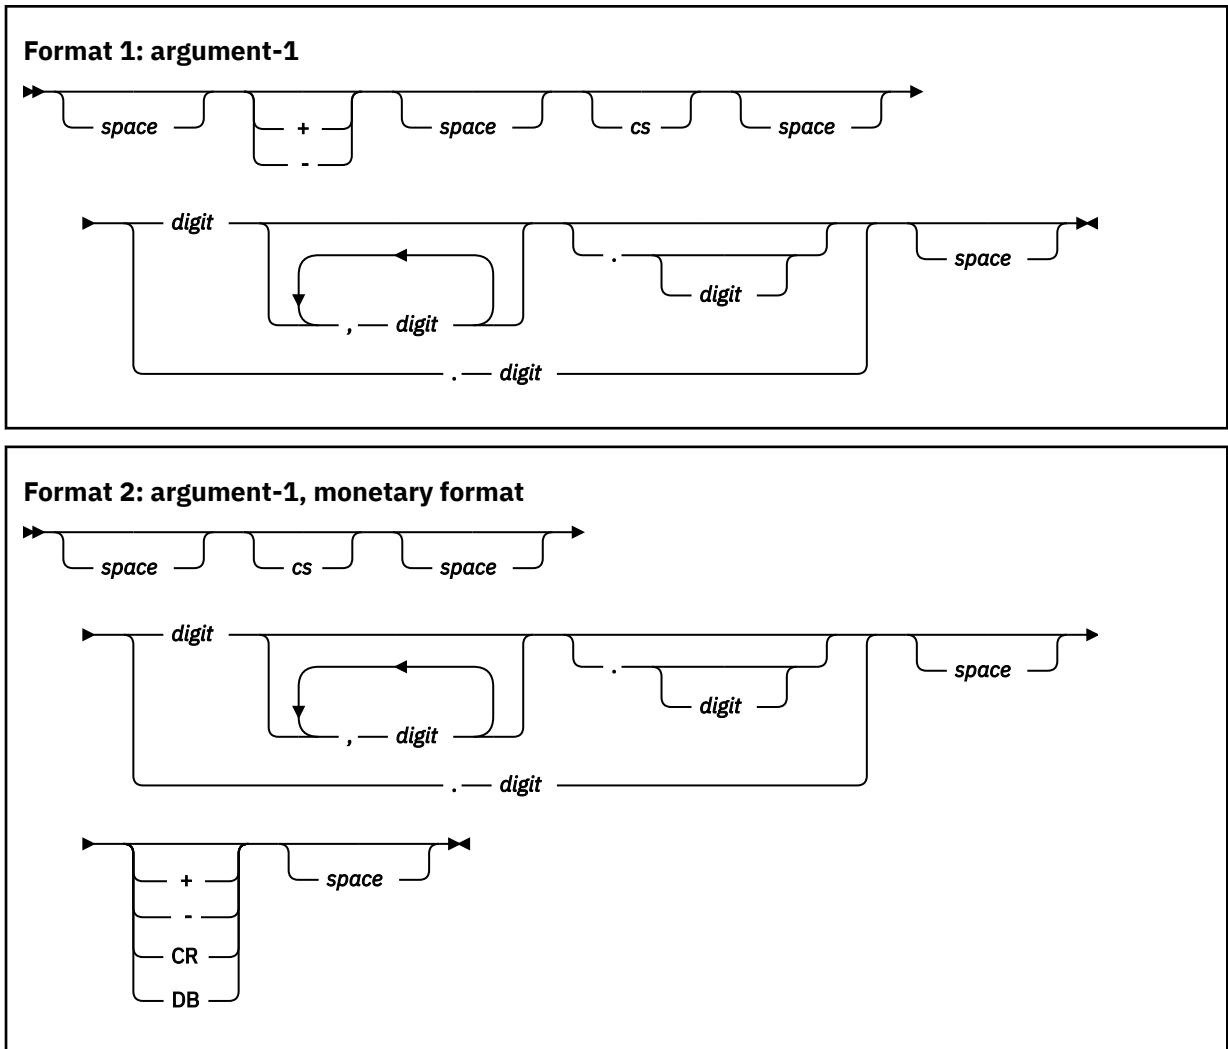 Format 1: argument-1
space + space cs space
-
digit . space
digit
, digit
. digit
Format 2: argument-1, monetary format
space cs space
digit . space
digit
, digit
. digit
+ space
-
CR
DB